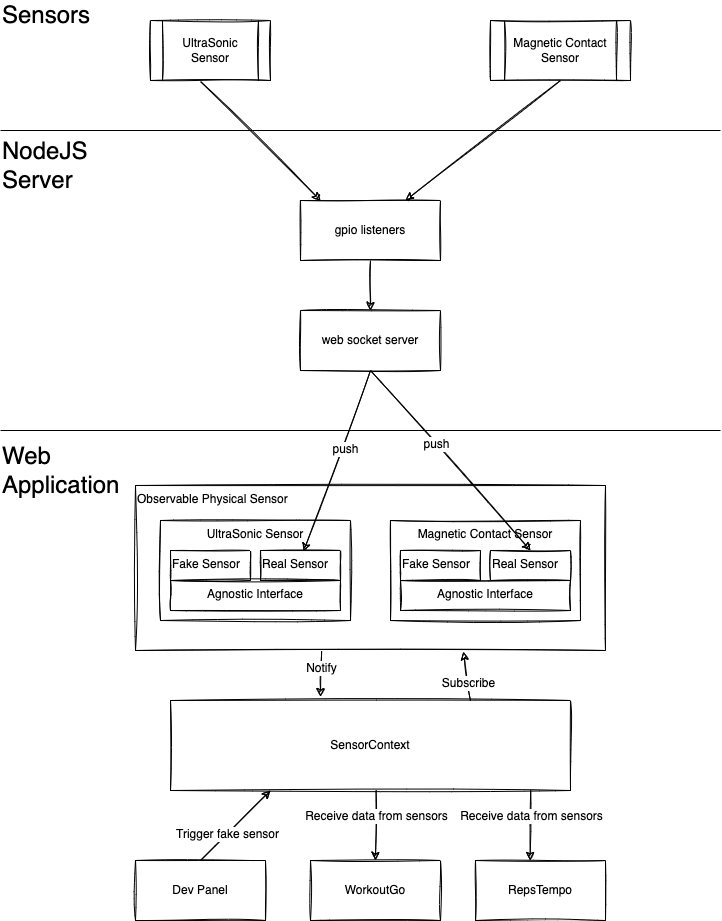 Sensors
UltraSonic
Sensor
Magnetic Contact
Sensor
NodeJS
Server
gpio listeners
web socket server
Web
Application
push
push
Observable Physical Sensor
UltraSonic Sensor
Magnetic Contact Sensor
Fake Sensor
Real Sensor
Fake Sensor
Real Sensor
Agnostic Interface
Agnostic Interface
Notify
Subscribe
SensorContext
Receive data from sensors
Receive data from sensors
Trigger fake sensor
Dev Panel
WorkoutGo
RepsTempo